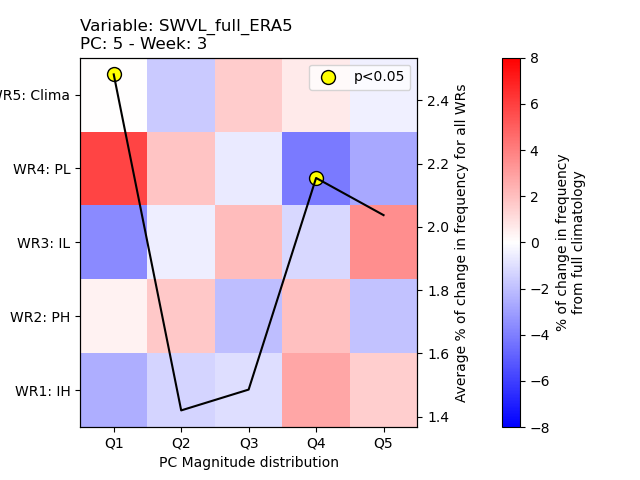 Variable: SWVL_full_ERA5
PC: 5 - Week: 3
p<0.05
WR5: Clima
WR4: PL
WR3: IL
WR2: PH
WR1: IH
Q1 Q2 Q3 Q4 Q5
PC Magnitude distribution
2.4
2.2
2.0
1.8
1.6
1.4
Average % of change in frequency for all WRs
8
6
4
2
0
−2
−4
−6
−8
% of change in frequency
from full climatology